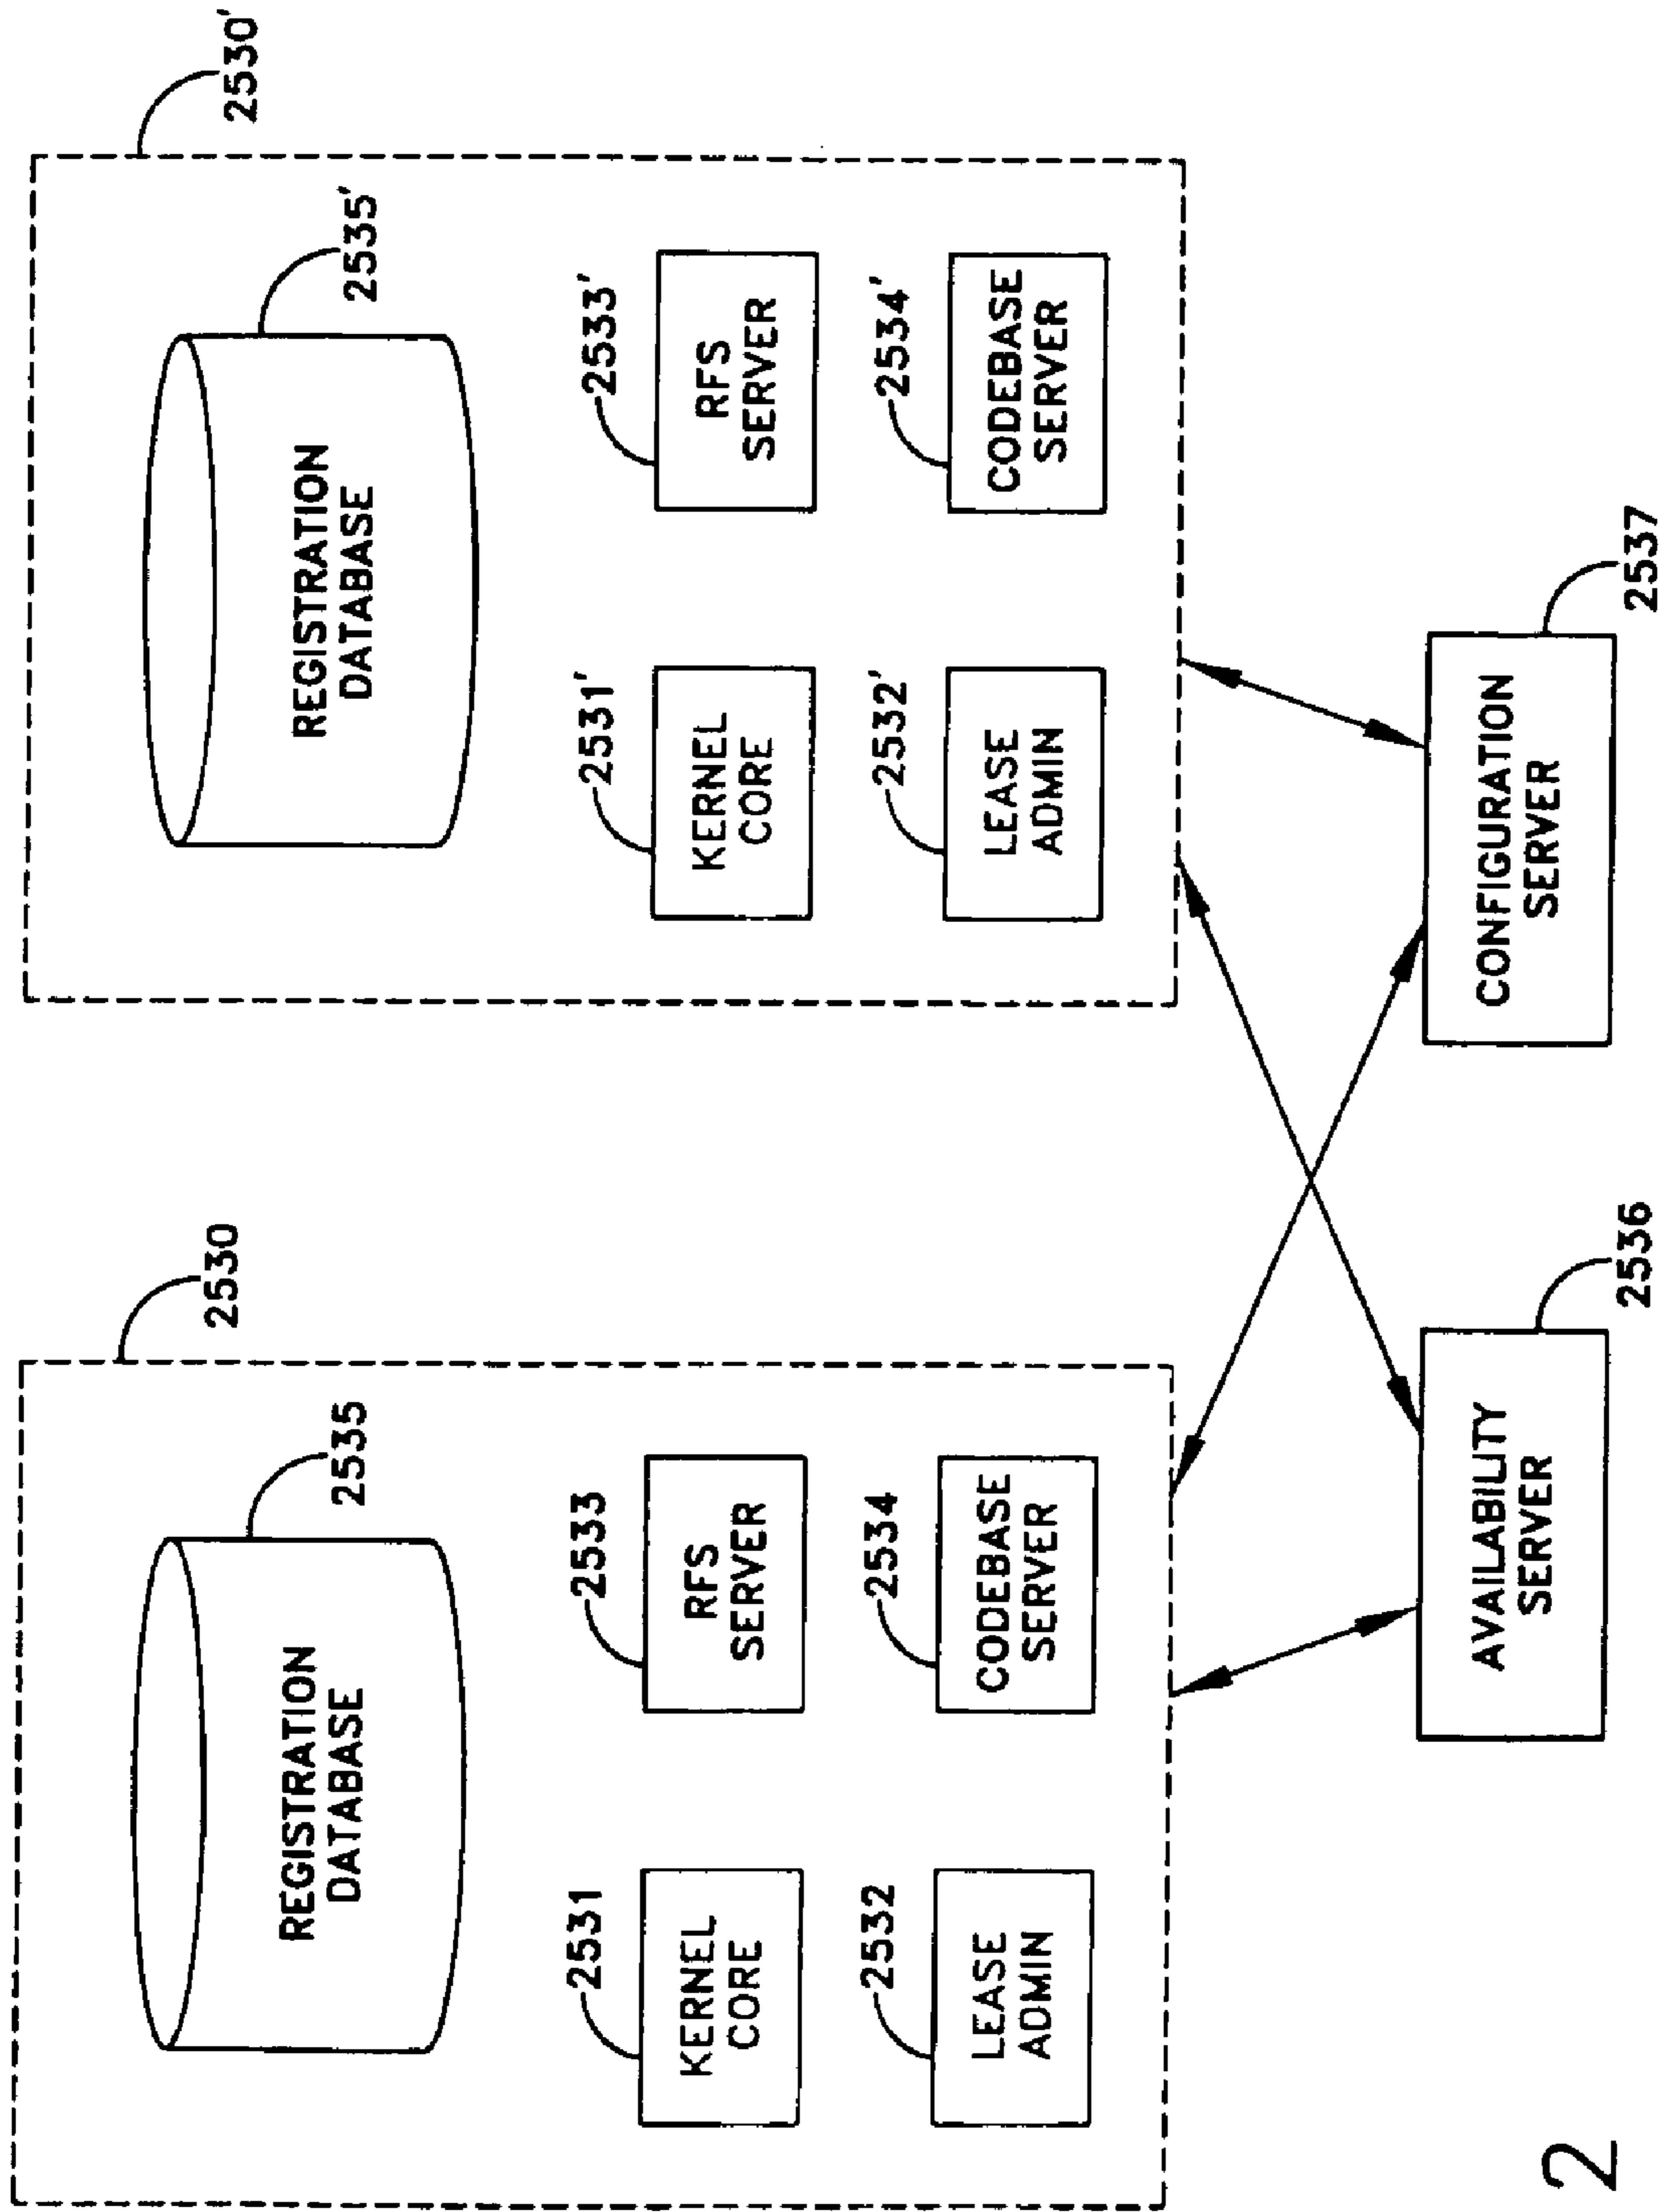 2530
2535
REGISTRATION
DATABASE
2531
KERNEL
CORE
2533
RFS
SERVER
2532
LEASE
ADMIN
2534
CODEBASE
SERVER
2530'
2535'
REGISTRATION
DATABASE
2531'
KERNEL
CORE
2533'
RFS
SERVER
2532'
LEASE
ADMIN
2534'
CODEBASE
SERVER
AVAILABILITY
SERVER
2536
CONFIGURATION
SERVER
2537
2